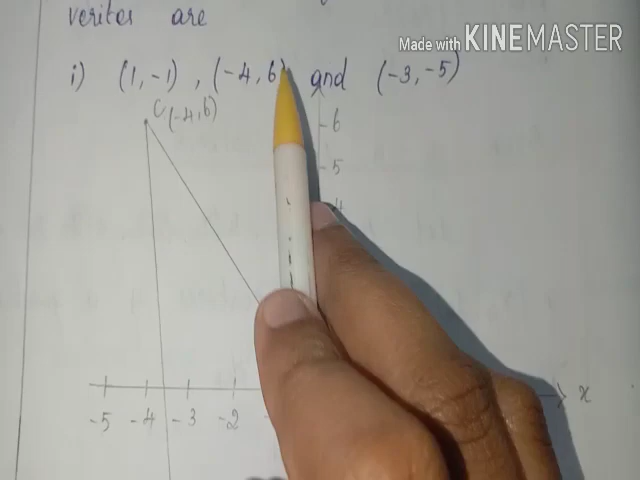 verites are
Made with KINEMASTER
i) (1, -1) , (-4, 6) and (-3, -5)
C(-4, 6)
-6
-5
4
-5 -4 -3 -2 x